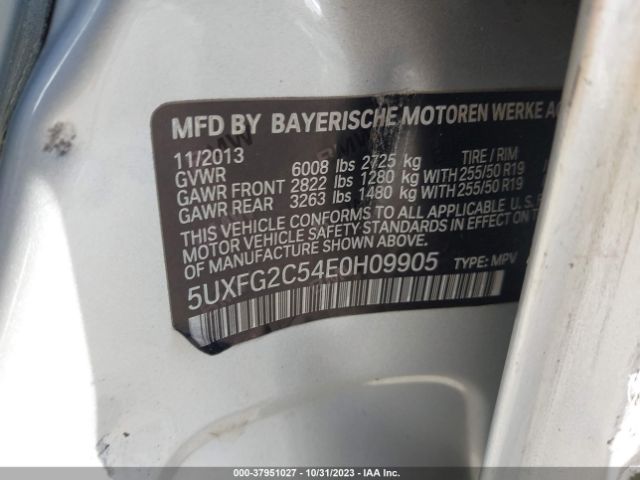 MFD BY BAYERISCHE MOTOREN WERKE AG
11/2013
GVWR 6008 lbs 2725 kg TIRE / RIM
GAWR FRONT 2822 lbs 1280 kg WITH 255/50 R19
GAWR REAR 3263 lbs 1480 kg WITH 255/50 R19
THIS VEHICLE CONFORMS TO ALL APPLICABLE U. S. F
MOTOR VEHICLE SAFETY STANDARDS IN EFFECT ON
OF MANUFACTURE SHOWN ABOVE.
5UXFG2C54E0H09905 TYPE: MPV
000-37951027 - 10/31/2023 - IAA Inc.